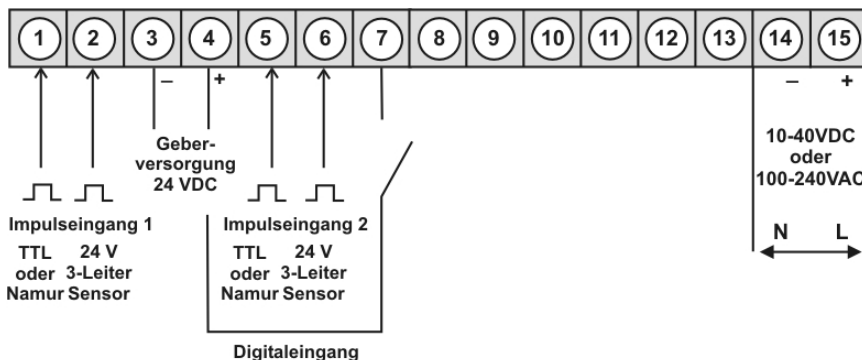 1 2 3 4 5 6 7 8 9 10 11 12 13 14 15
– + – +
Geber-
versorgung
24 VDC
10-40VDC
oder
100-240VAC
Impulseingang 1
TTL 24 V
oder 3-Leiter
Namur Sensor
Impulseingang 2
TTL 24 V
oder 3-Leiter
Namur Sensor
N L
Digitaleingang